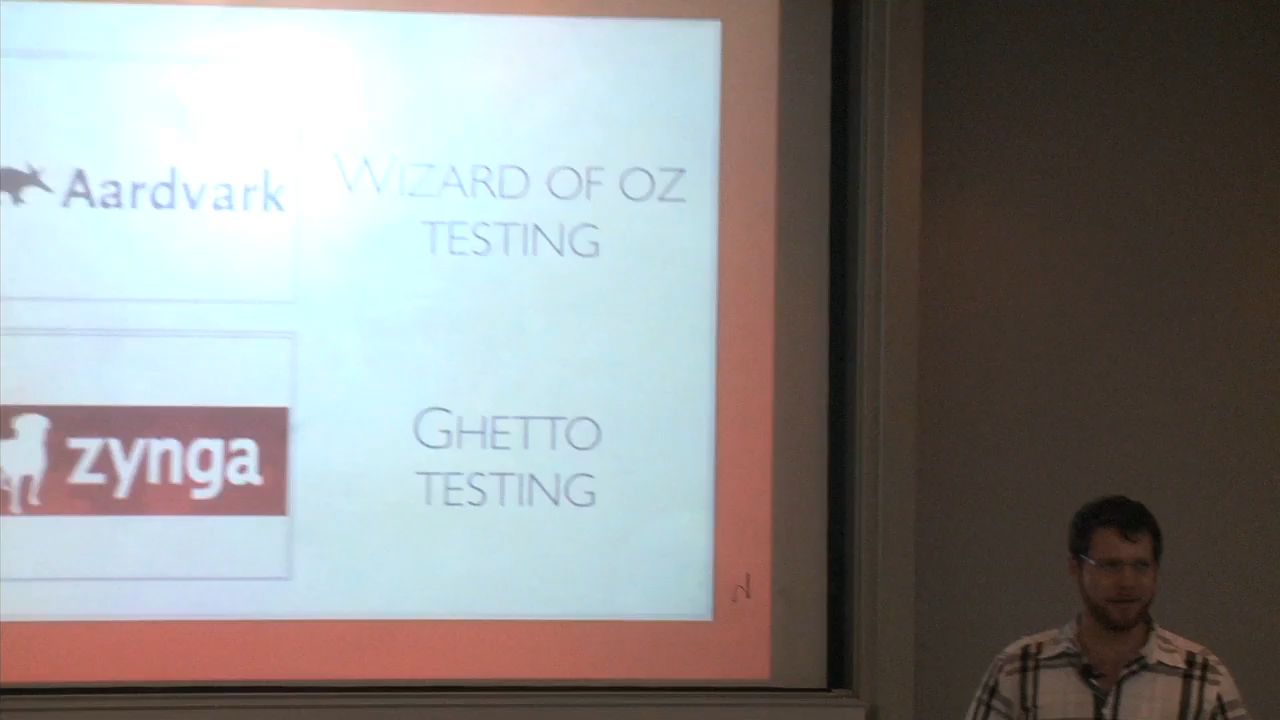 Aardvark
WIZARD OF OZ
TESTING
zynga
GHETTO
TESTING